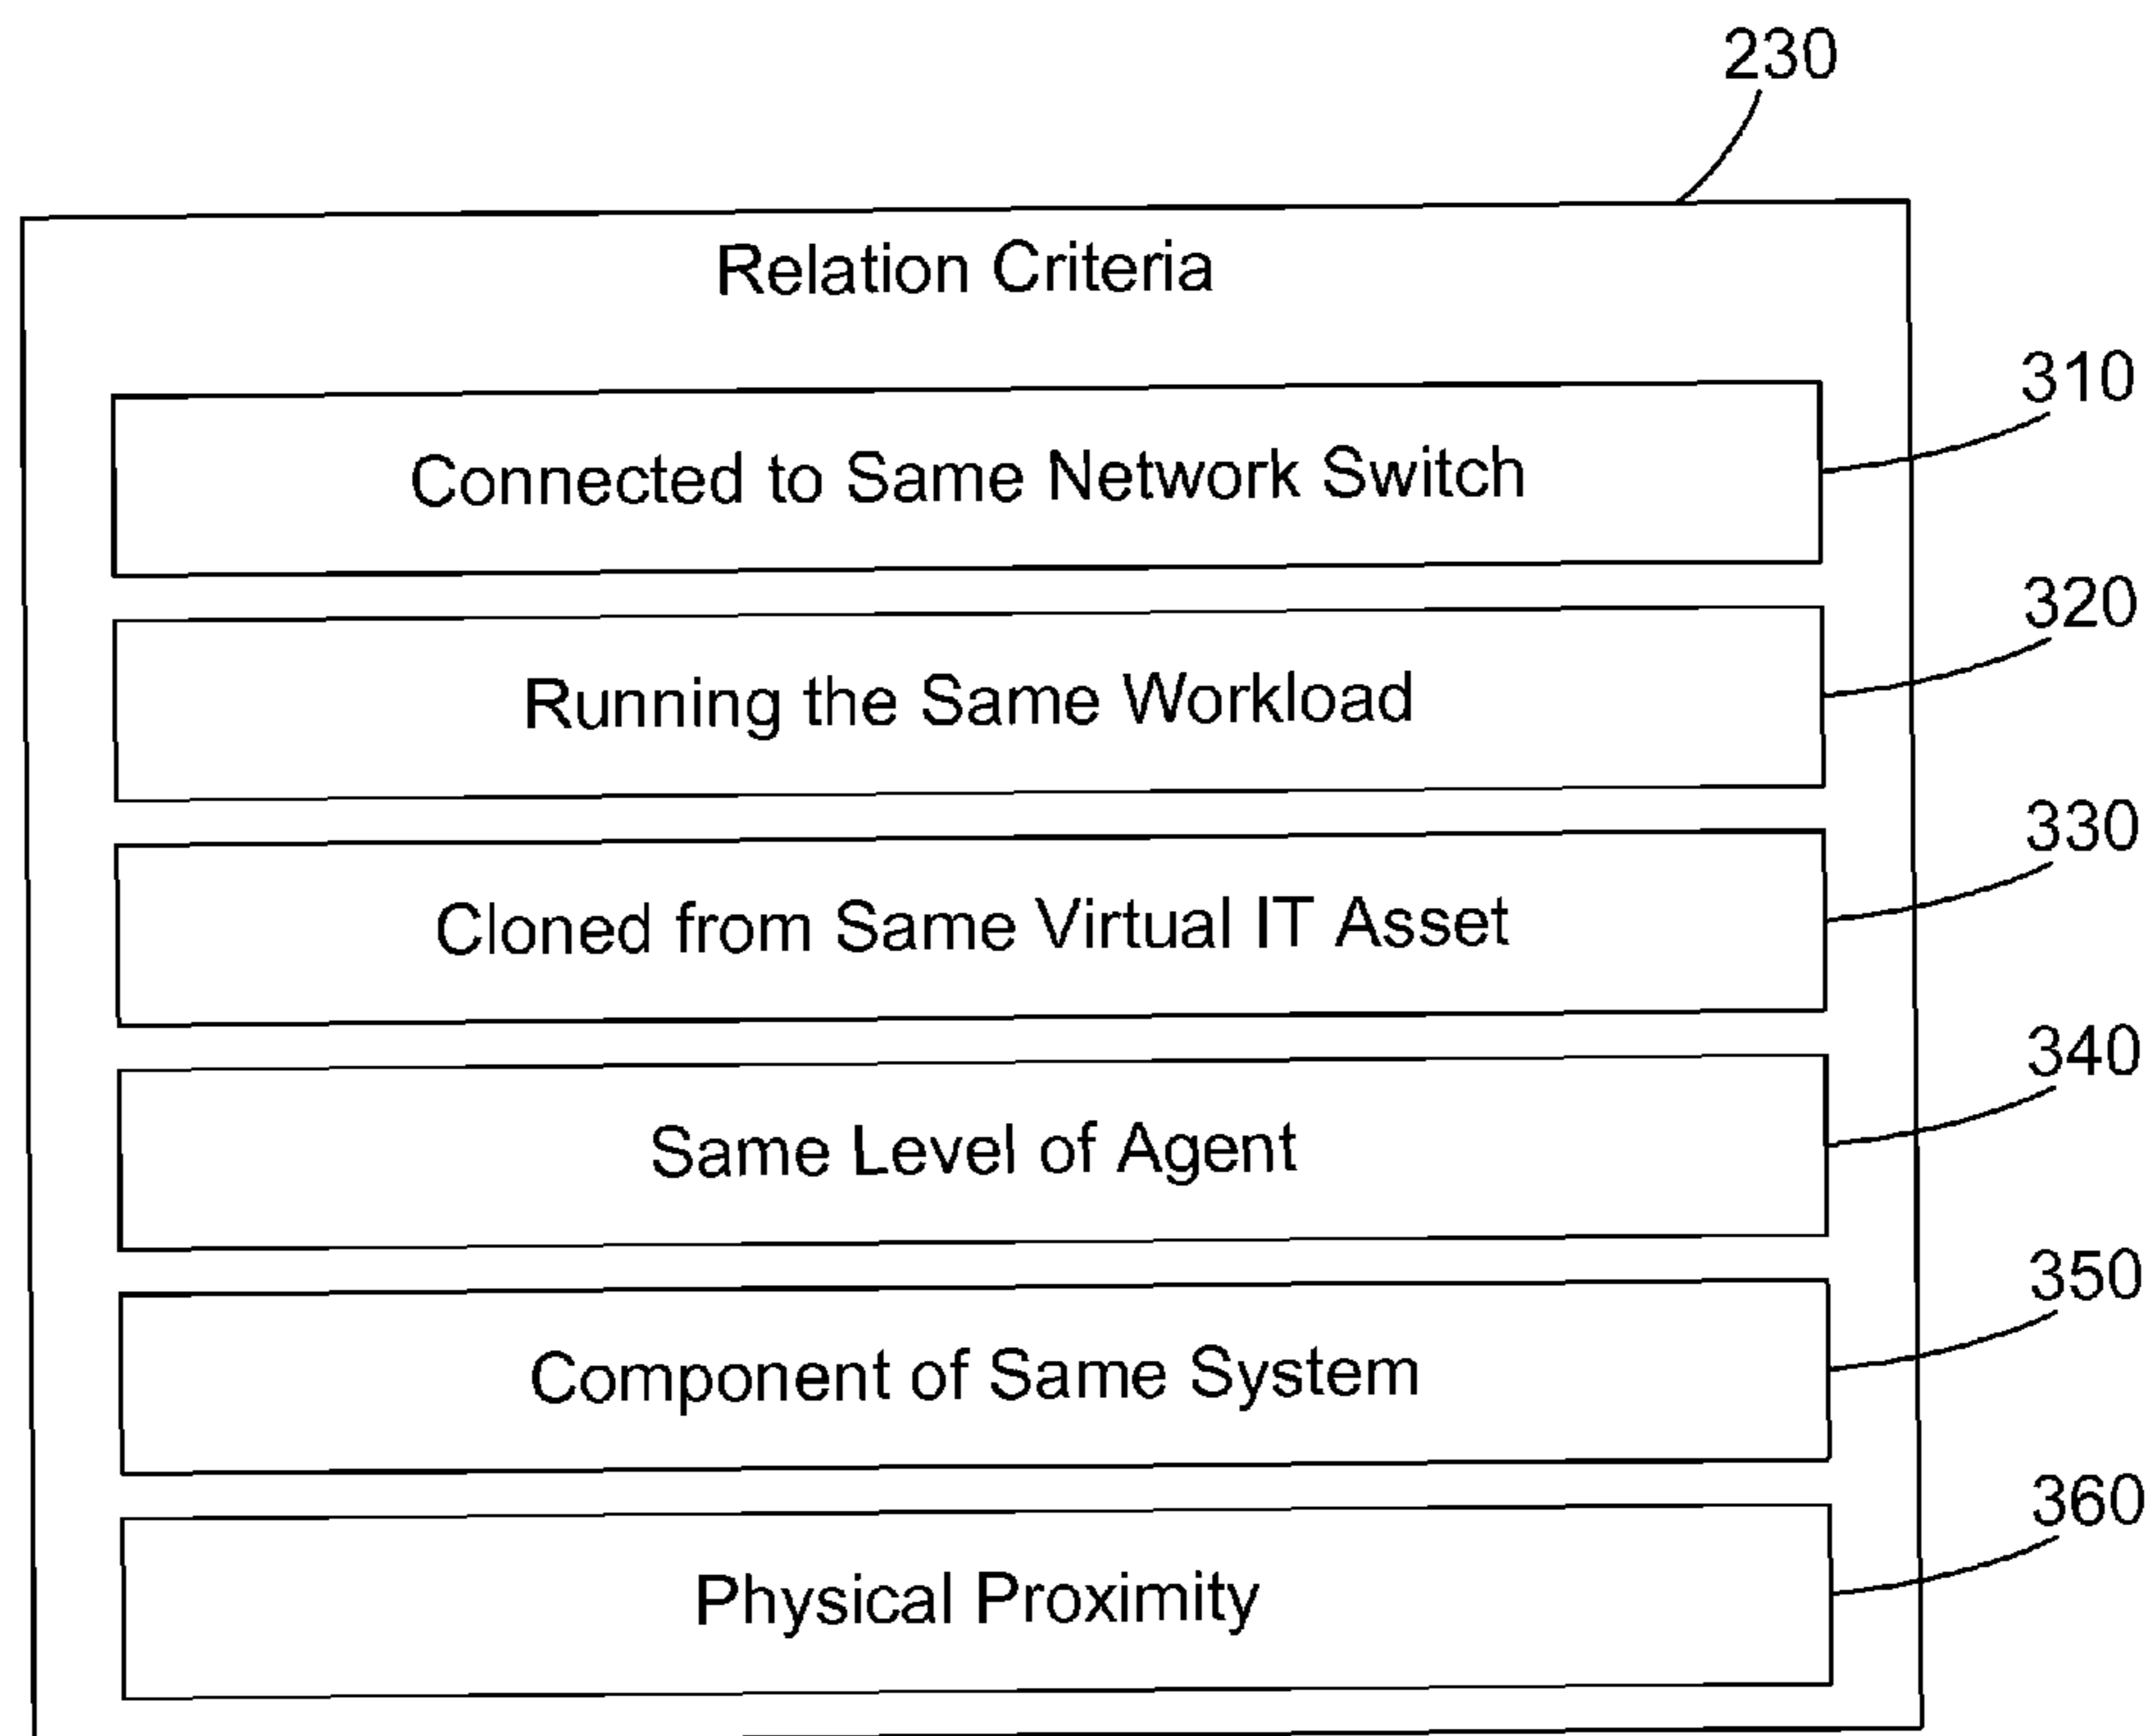 230
Relation Criteria
310
Connected to Same Network Switch
320
Running the Same Workload
330
Cloned from Same Virtual IT Asset
340
Same Level of Agent
350
Component of Same System
360
Physical Proximity